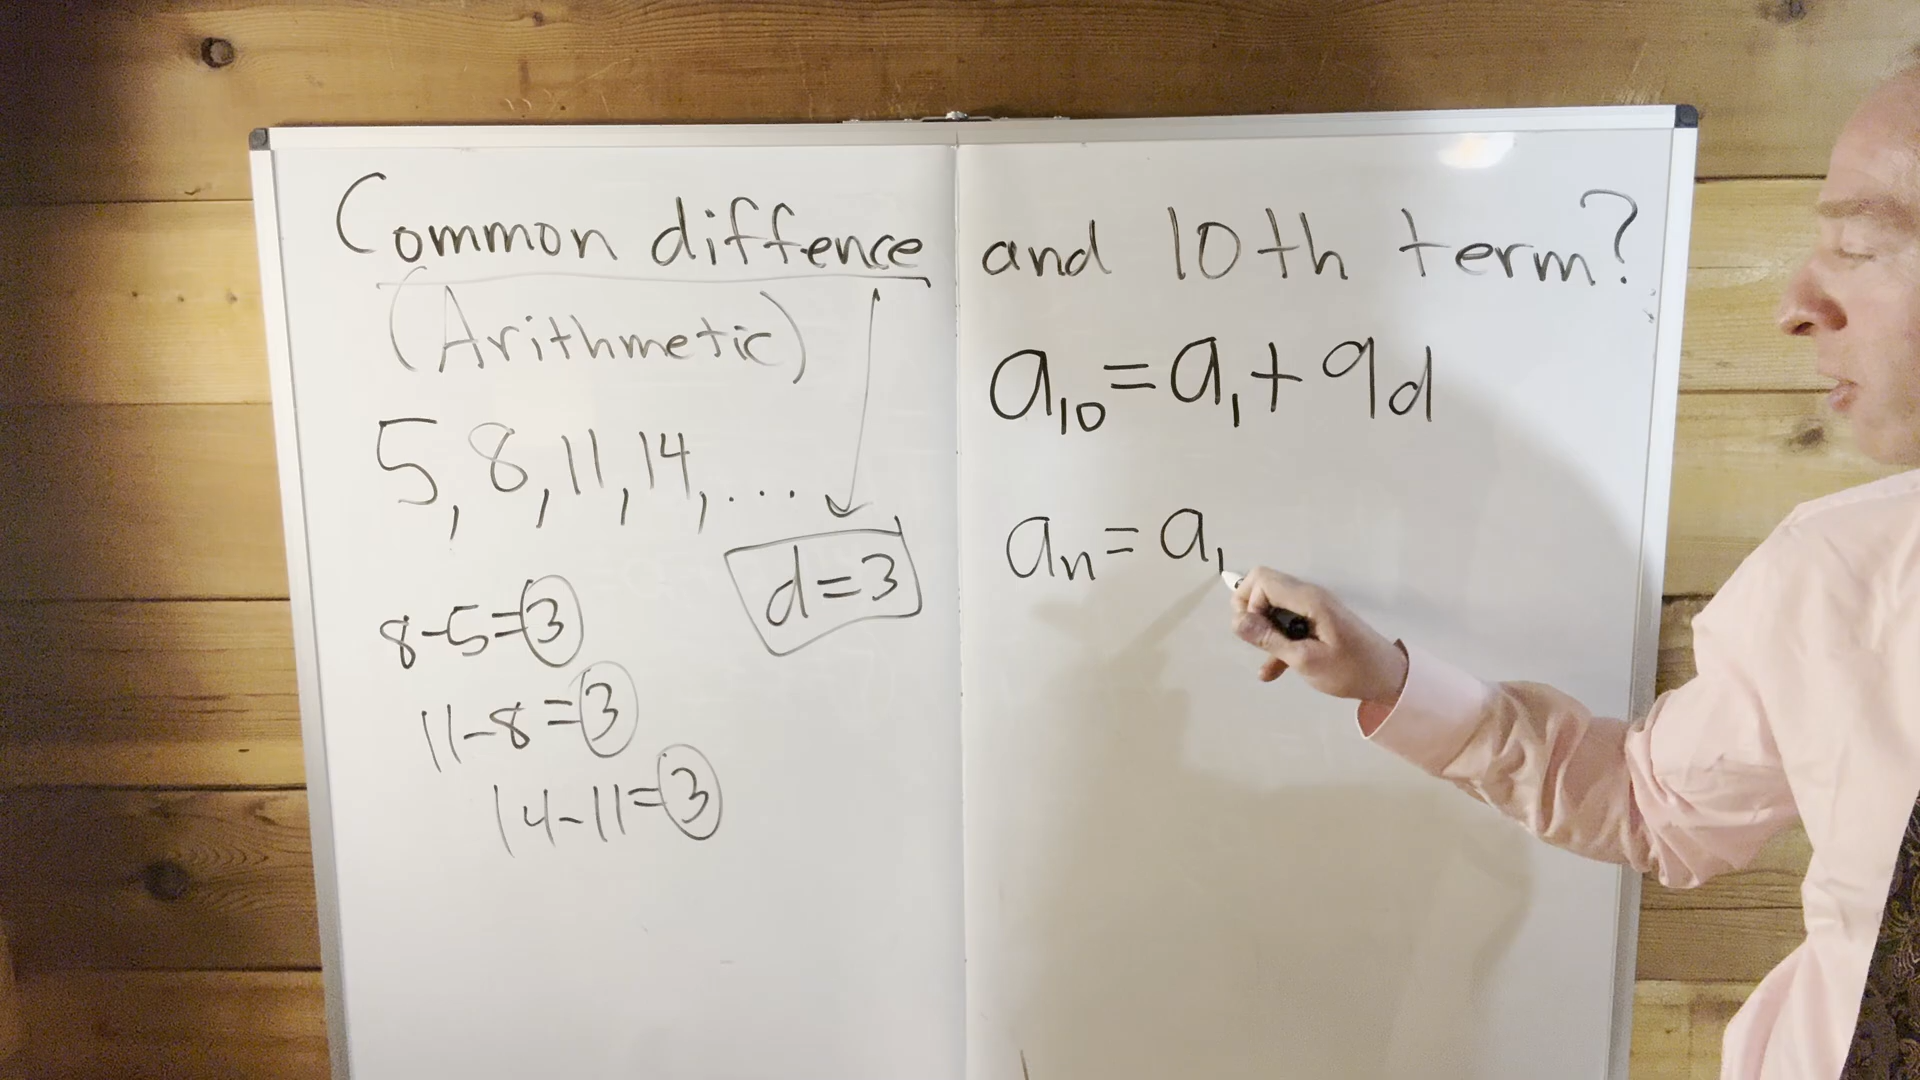 Common diffence and 10th term?
(Arithmetic)
5, 8, 11, 14, ...
d=3
8-5=3
11-8=3
14-11=3
a₁₀=a₁+9d
aₙ=a₁